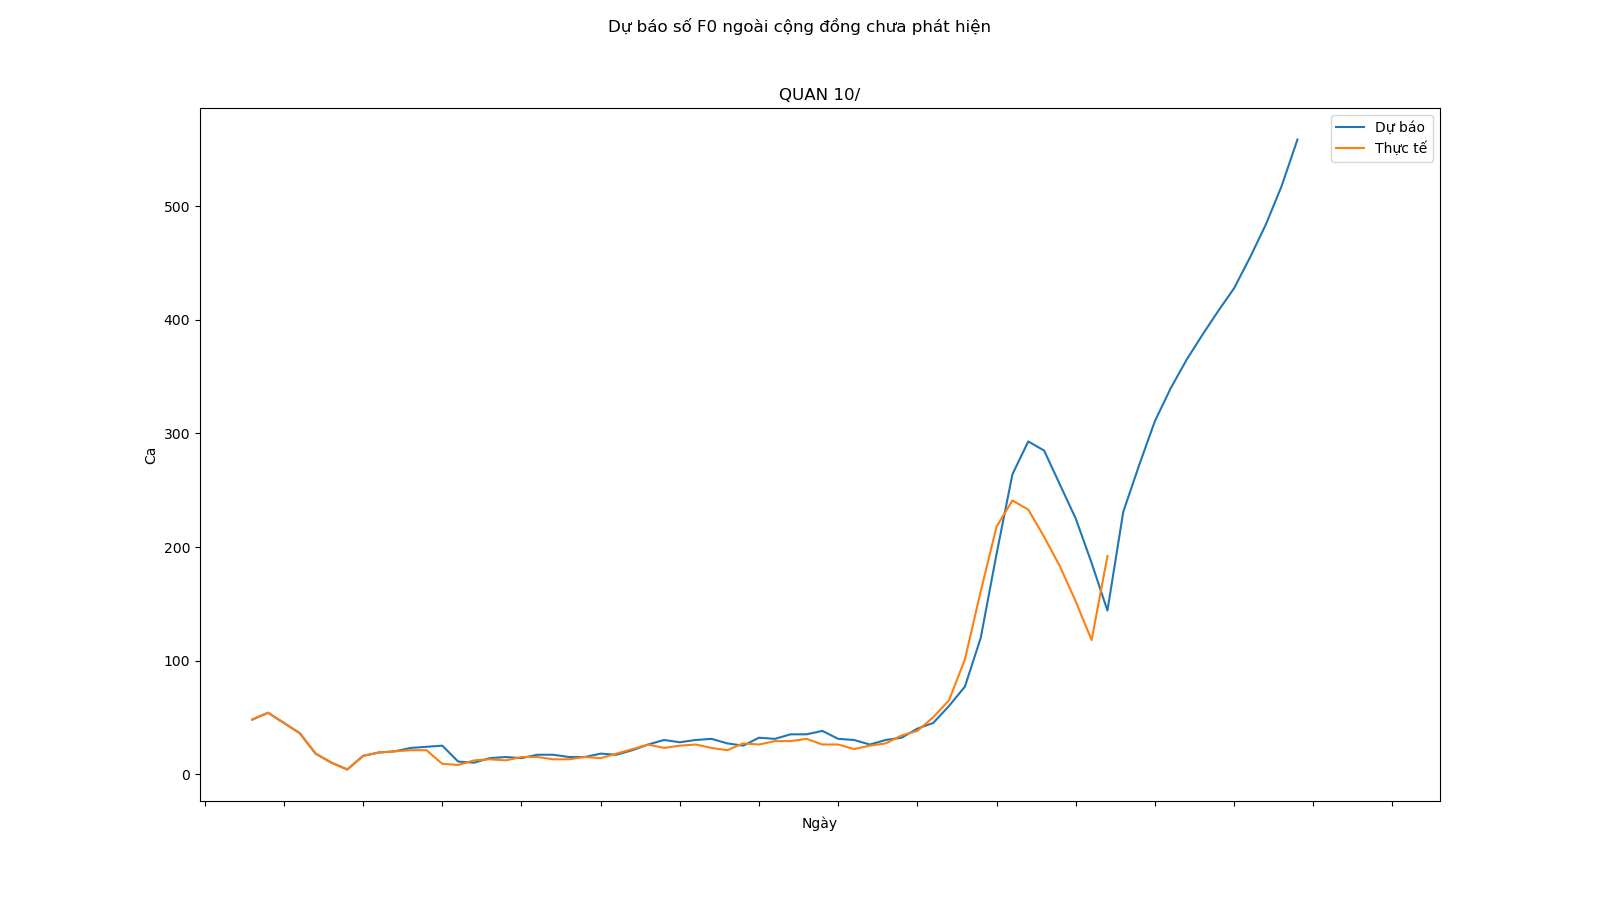 Dự báo số F0 ngoài cộng đồng chưa phát hiện
QUAN 10/
Dự báo
Thực tế
500
400
300
200
100
0
Ca
Ngày